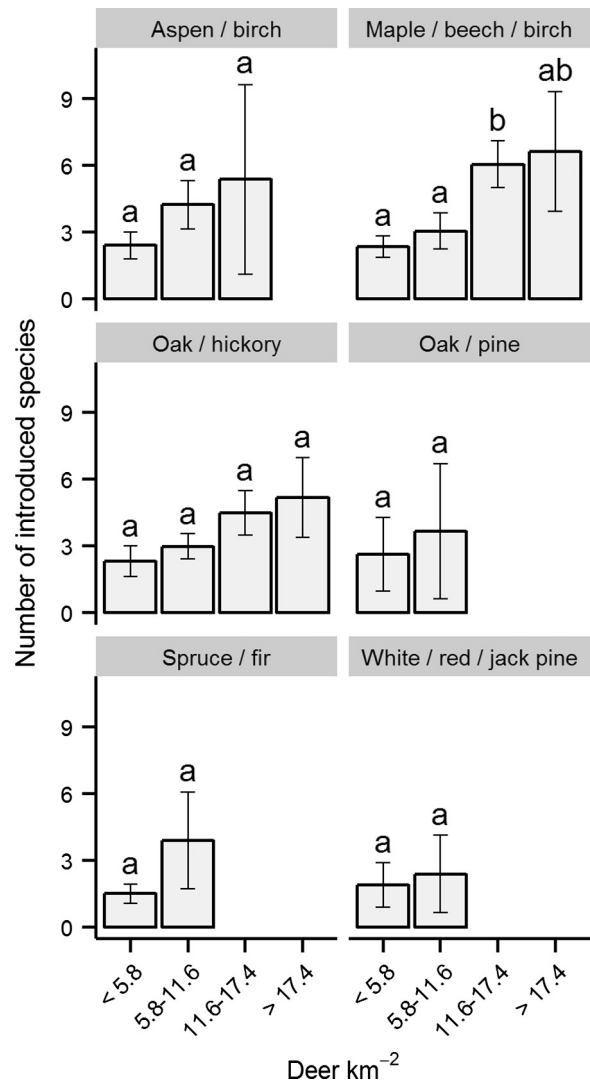 Aspen / birch
Maple / beech / birch
9
6
3
0
a
a
a
a
a
b
ab
Oak / hickory
Oak / pine
9
6
3
0
a
a
a
a
a
a
Spruce / fir
White / red / jack pine
9
6
3
0
a
a
a
a
< 5.8
5.8-11.6
11.6-17.4
> 17.4
< 5.8
5.8-11.6
11.6-17.4
> 17.4
Number of introduced species
Deer km⁻²